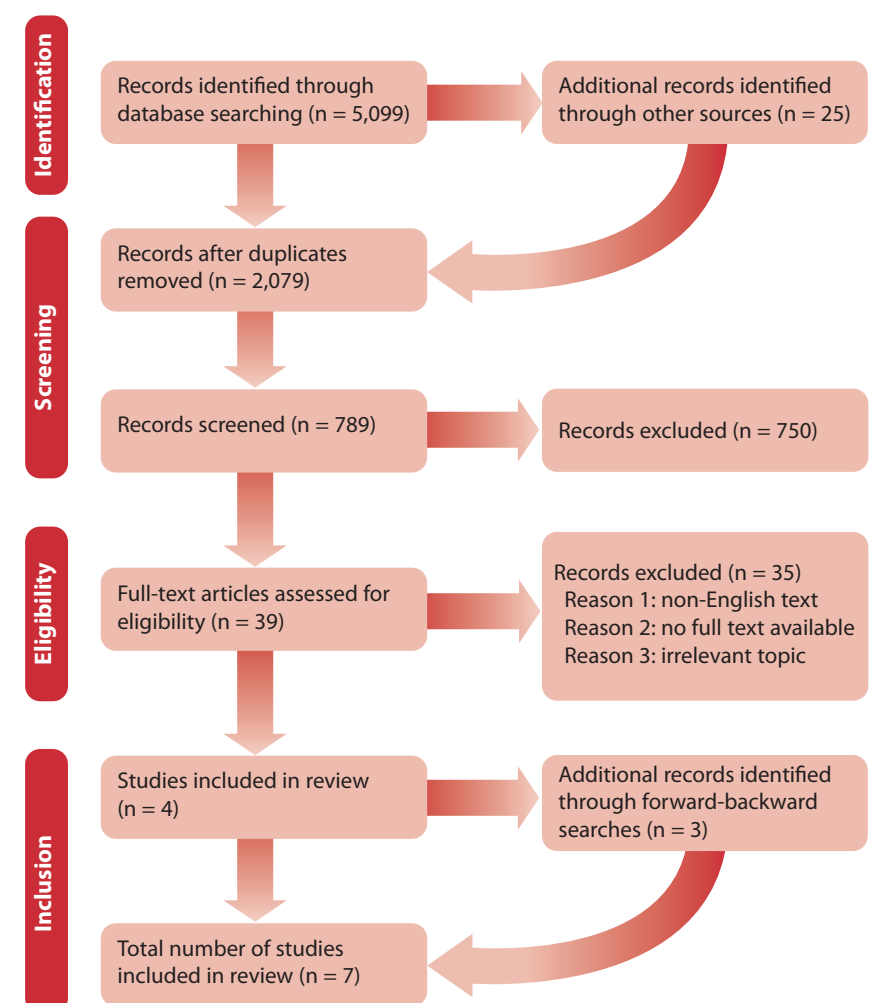 Identification
Records identified through
database searching (n = 5,099)
Additional records identified
through other sources (n = 25)
Screening
Records after duplicates
removed (n = 2,079)
Records screened (n = 789)
Records excluded (n = 750)
Eligibility
Full-text articles assessed for
eligibility (n = 39)
Records excluded (n = 35)
Reason 1: non-English text
Reason 2: no full text available
Reason 3: irrelevant topic
Inclusion
Studies included in review
(n = 4)
Additional records identified
through forward-backward
searches (n = 3)
Total number of studies
included in review (n = 7)